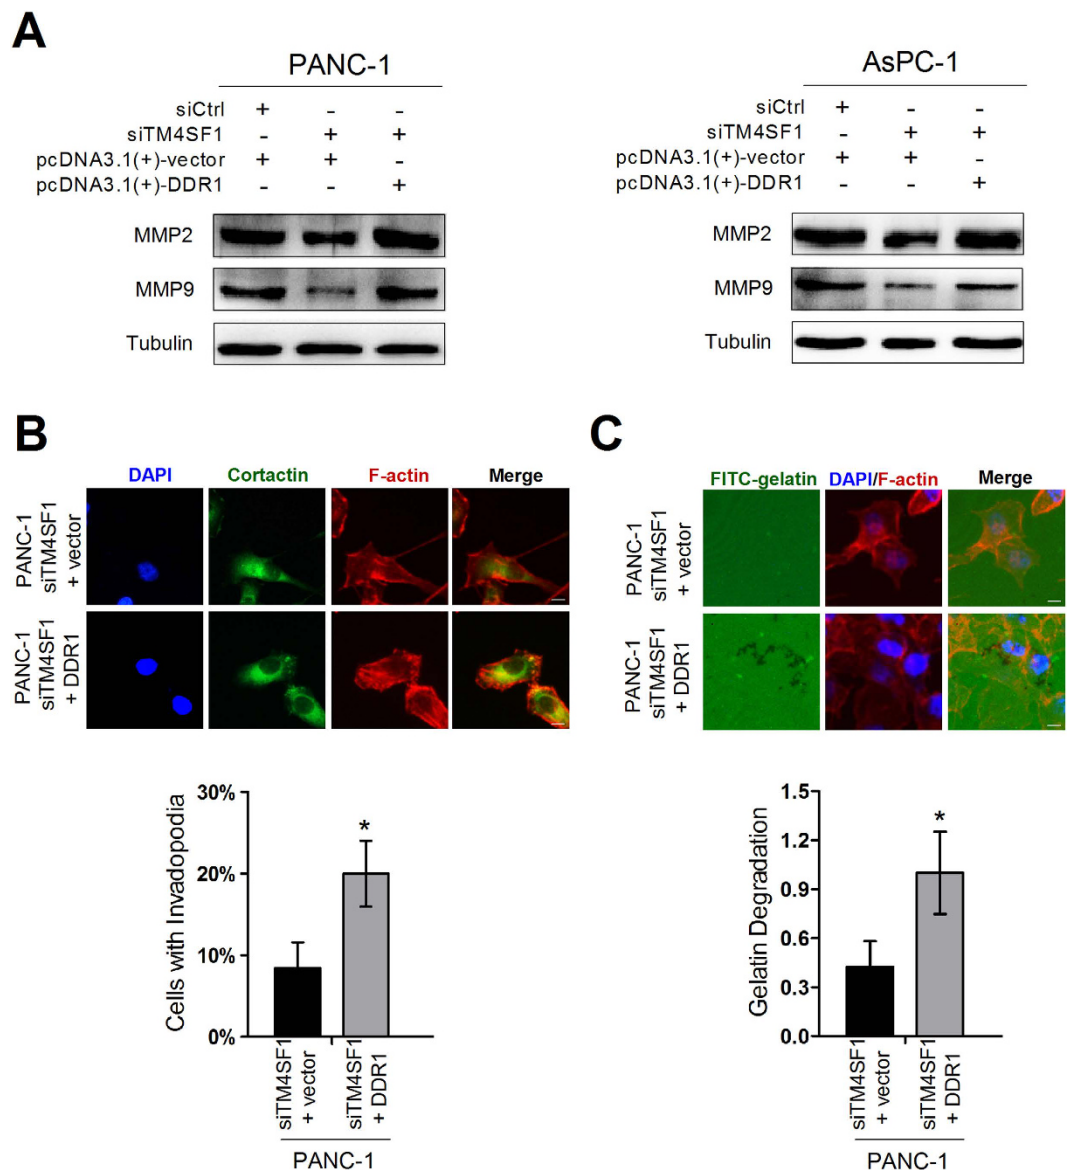 A
PANC-1
siCtrl + - -
siTM4SF1 - + +
pcDNA3.1(+)-vector + + -
pcDNA3.1(+)-DDR1 - - +
MMP2
MMP9
Tubulin
AsPC-1
siCtrl + - -
siTM4SF1 - + +
pcDNA3.1(+)-vector + + -
pcDNA3.1(+)-DDR1 - - +
MMP2
MMP9
Tubulin
B
DAPI Cortactin F-actin Merge
PANC-1
siTM4SF1
+ vector
PANC-1
siTM4SF1
+ DDR1
30%
20%
10%
0%
Cells with Invadopodia
*
siTM4SF1
+ vector
siTM4SF1
+ DDR1
PANC-1
C
FITC-gelatin DAPI/F-actin Merge
PANC-1
siTM4SF1
+ vector
PANC-1
siTM4SF1
+ DDR1
1.5
1.2
0.9
0.6
0.3
0.0
Gelatin Degradation
*
siTM4SF1
+ vector
siTM4SF1
+ DDR1
PANC-1